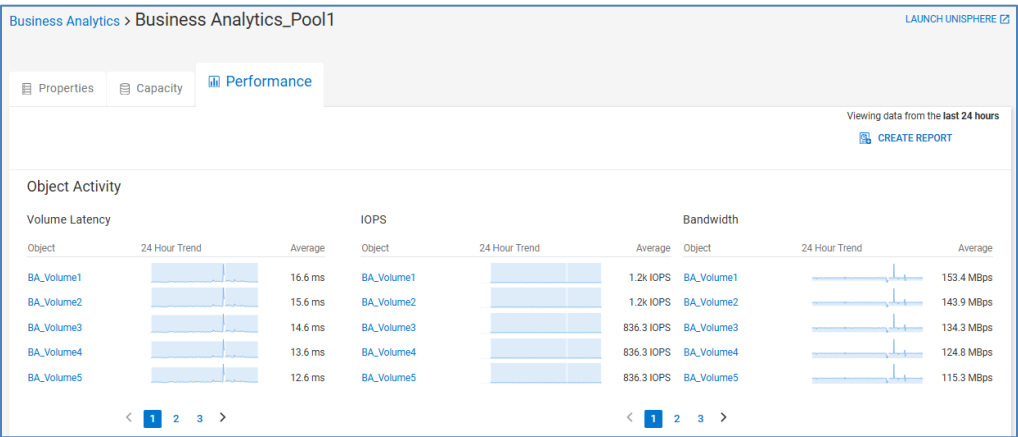 Business Analytics > Business Analytics_Pool1
LAUNCH UNISPHERE
Properties
Capacity
Performance
Viewing data from the last 24 hours
CREATE REPORT
Object Activity
Volume Latency
Object 24 Hour Trend Average
BA_Volume1 16.6 ms
BA_Volume2 15.6 ms
BA_Volume3 14.6 ms
BA_Volume4 13.6 ms
BA_Volume5 12.6 ms
< 1 2 3 >
IOPS
Object 24 Hour Trend Average
BA_Volume1 1.2k IOPS
BA_Volume2 1.2k IOPS
BA_Volume3 836.3 IOPS
BA_Volume4 836.3 IOPS
BA_Volume5 836.3 IOPS
< 1 2 3 >
Bandwidth
Object 24 Hour Trend Average
BA_Volume1 153.4 MBps
BA_Volume2 143.9 MBps
BA_Volume3 134.3 MBps
BA_Volume4 124.8 MBps
BA_Volume5 115.3 MBps